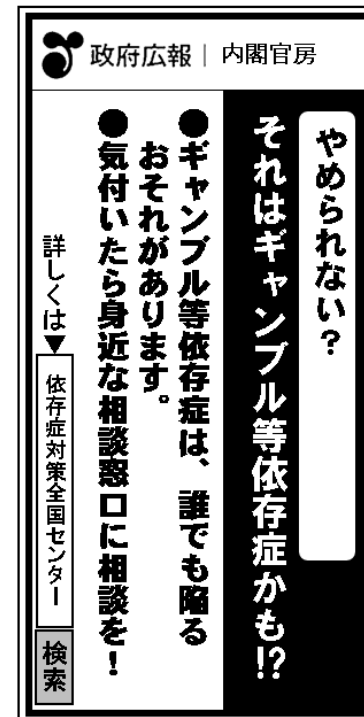 政府広報｜内閣官房
やめられない？
それはギャンブル等依存症かも!?
●ギャンブル等依存症は、誰でも陥る
おそれがあります。
●気付いたら身近な相談窓口に相談を！
詳しくは▼依存症対策全国センター 検索